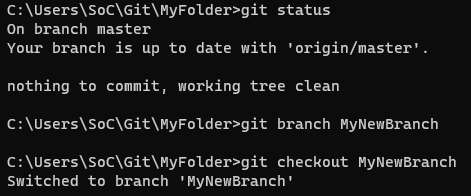 C:\Users\SoC\Git\MyFolder>git status
On branch master
Your branch is up to date with 'origin/master'.
nothing to commit, working tree clean
C:\Users\SoC\Git\MyFolder>git branch MyNewBranch
C:\Users\SoC\Git\MyFolder>git checkout MyNewBranch
Switched to branch 'MyNewBranch'